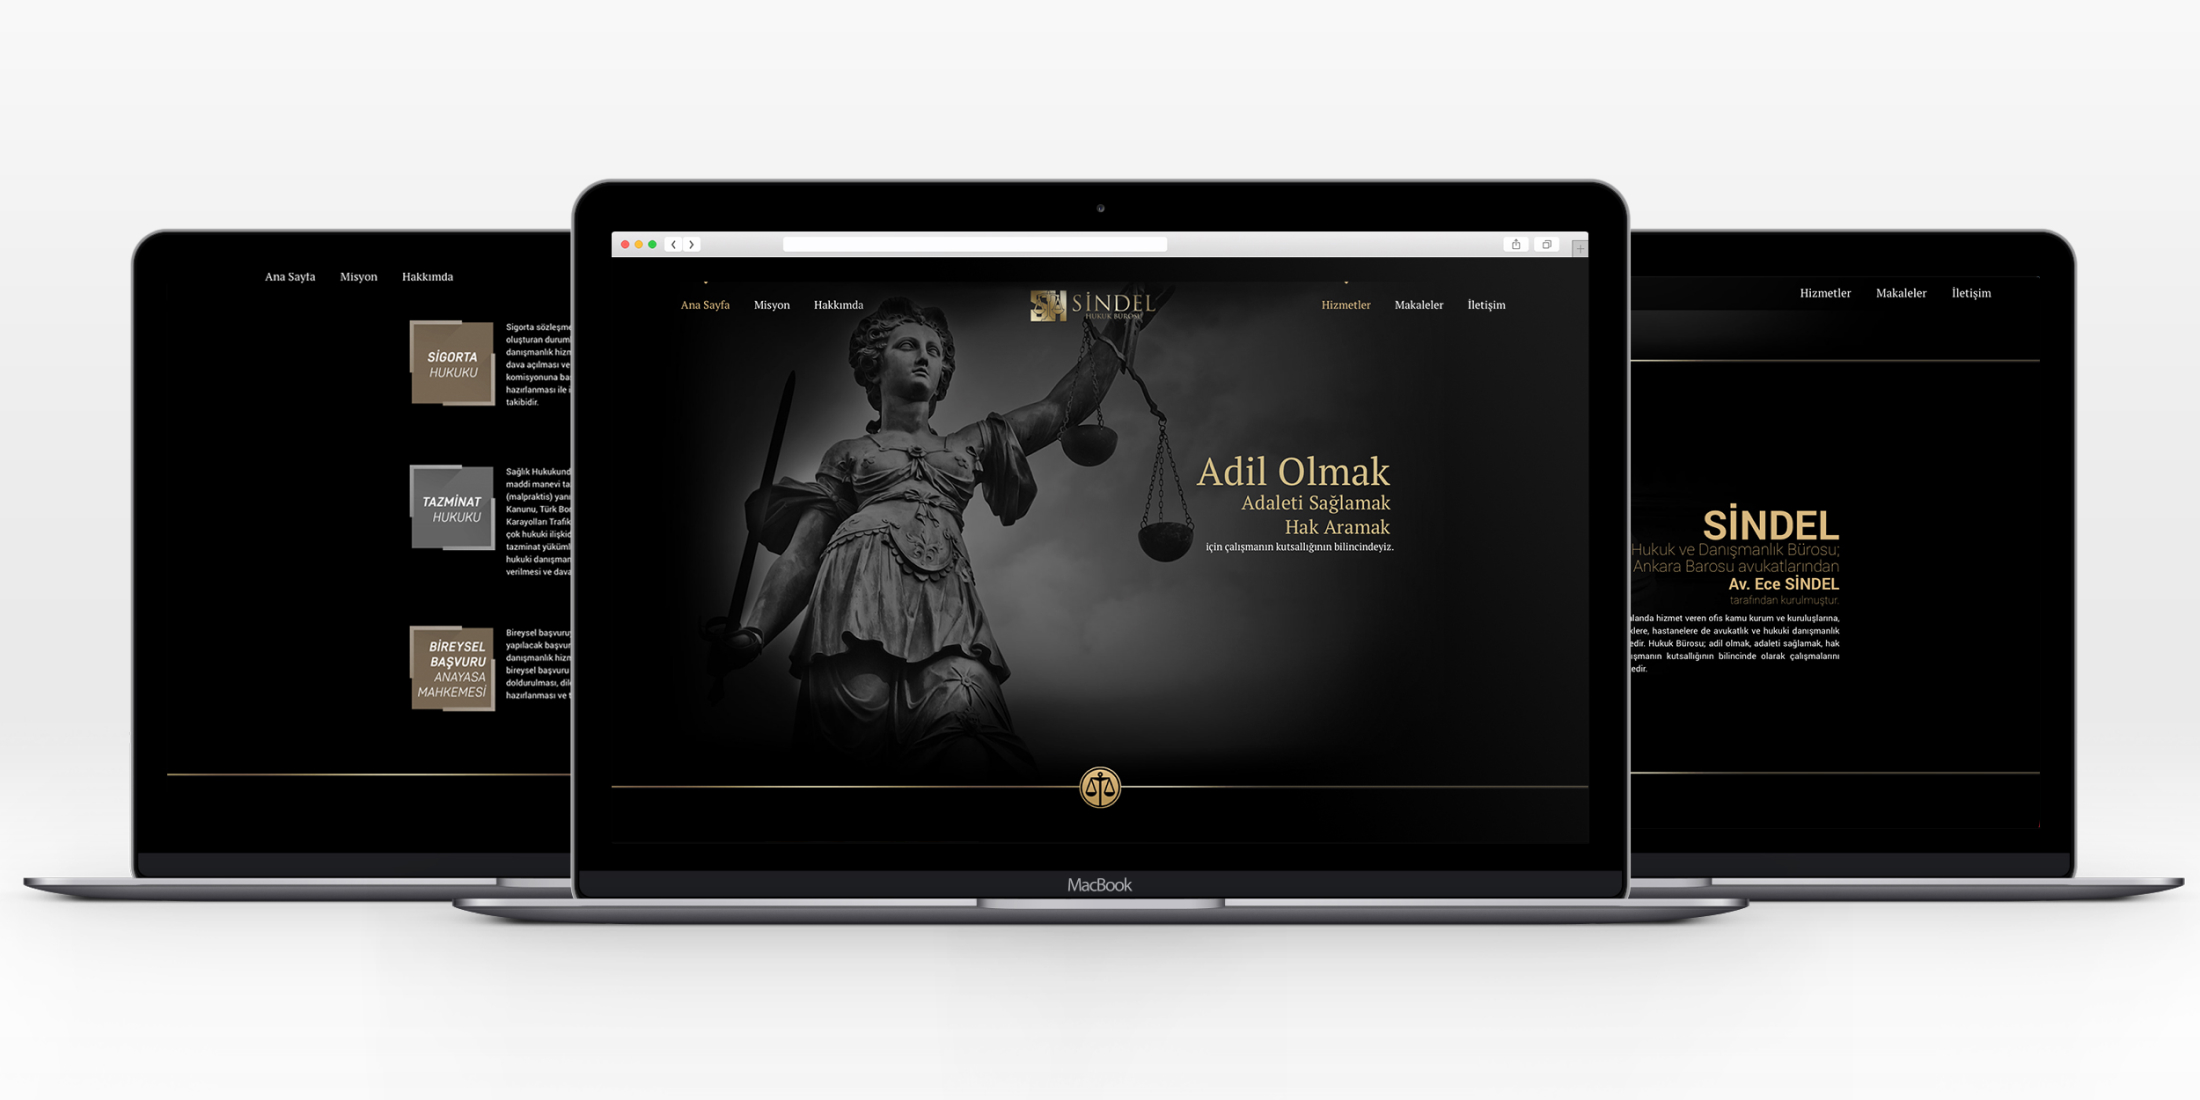 Ana Sayfa Misyon Hakkımda
SİGORTA
HUKUKU
Sigorta sözleşme
oluşturan duruml
danışmanlık hizn
dava açılması ve
komisyonuna ba
hazırlanması ile i
takibidir.
TAZMİNAT
HUKUKU
Sağlık Hukukund
maddi manevi ta
(malpraktis) yanı
Kanunu, Türk Bor
Karayolları Trafik
çok hukuki ilişkid
tazminat yüküml
hukuki danışman
verilmesi ve dava
BİREYSEL
BAŞVURU
ANAYASA
MAHKEMESİ
Bireysel başvuru
yapılacak başvur
danışmanlık hizn
bireysel başvuru
doldurulması, dil
hazırlanması ve t
Ana Sayfa Misyon Hakkımda
SİNDEL
HUKUK BÜROSU
Hizmetler Makaleler İletişim
Adil Olmak
Adaleti Sağlamak
Hak Aramak
için çalışmanın kutsallığının bilincindeyiz.
MacBook
Hizmetler Makaleler İletişim
SİNDEL
Hukuk ve Danışmanlık Bürosu;
Ankara Barosu avukatlarından
Av. Ece SİNDEL
tarafından kurulmuştur.
alanda hizmet veren ofis kamu kurum ve kuruluşlarına,
klere, hastanelere de avukatlık ve hukuki danışmanlık
edir. Hukuk Bürosu; adil olmak, adaleti sağlamak, hak
ışmanın kutsallığının bilincinde olarak çalışmalarını
edir.